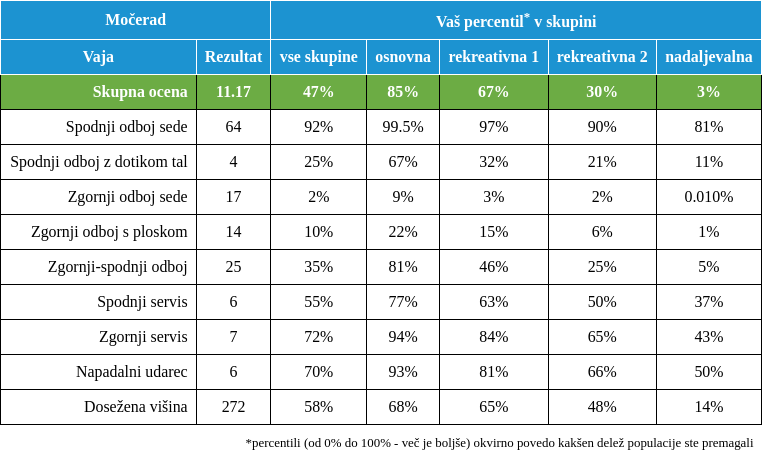 Močerad Vaš percentil* v skupini
Vaja Rezultat vse skupine osnovna rekreativna 1 rekreativna 2 nadaljevalna
Skupna ocena 11.17 47% 85% 67% 30% 3%
Spodnji odboj sede 64 92% 99.5% 97% 90% 81%
Spodnji odboj z dotikom tal 4 25% 67% 32% 21% 11%
Zgornji odboj sede 17 2% 9% 3% 2% 0.010%
Zgornji odboj s ploskom 14 10% 22% 15% 6% 1%
Zgornji-spodnji odboj 25 35% 81% 46% 25% 5%
Spodnji servis 6 55% 77% 63% 50% 37%
Zgornji servis 7 72% 94% 84% 65% 43%
Napadalni udarec 6 70% 93% 81% 66% 50%
Dosežena višina 272 58% 68% 65% 48% 14%
*percentili (od 0% do 100% - več je boljše) okvirno povedo kakšen delež populacije ste premagali